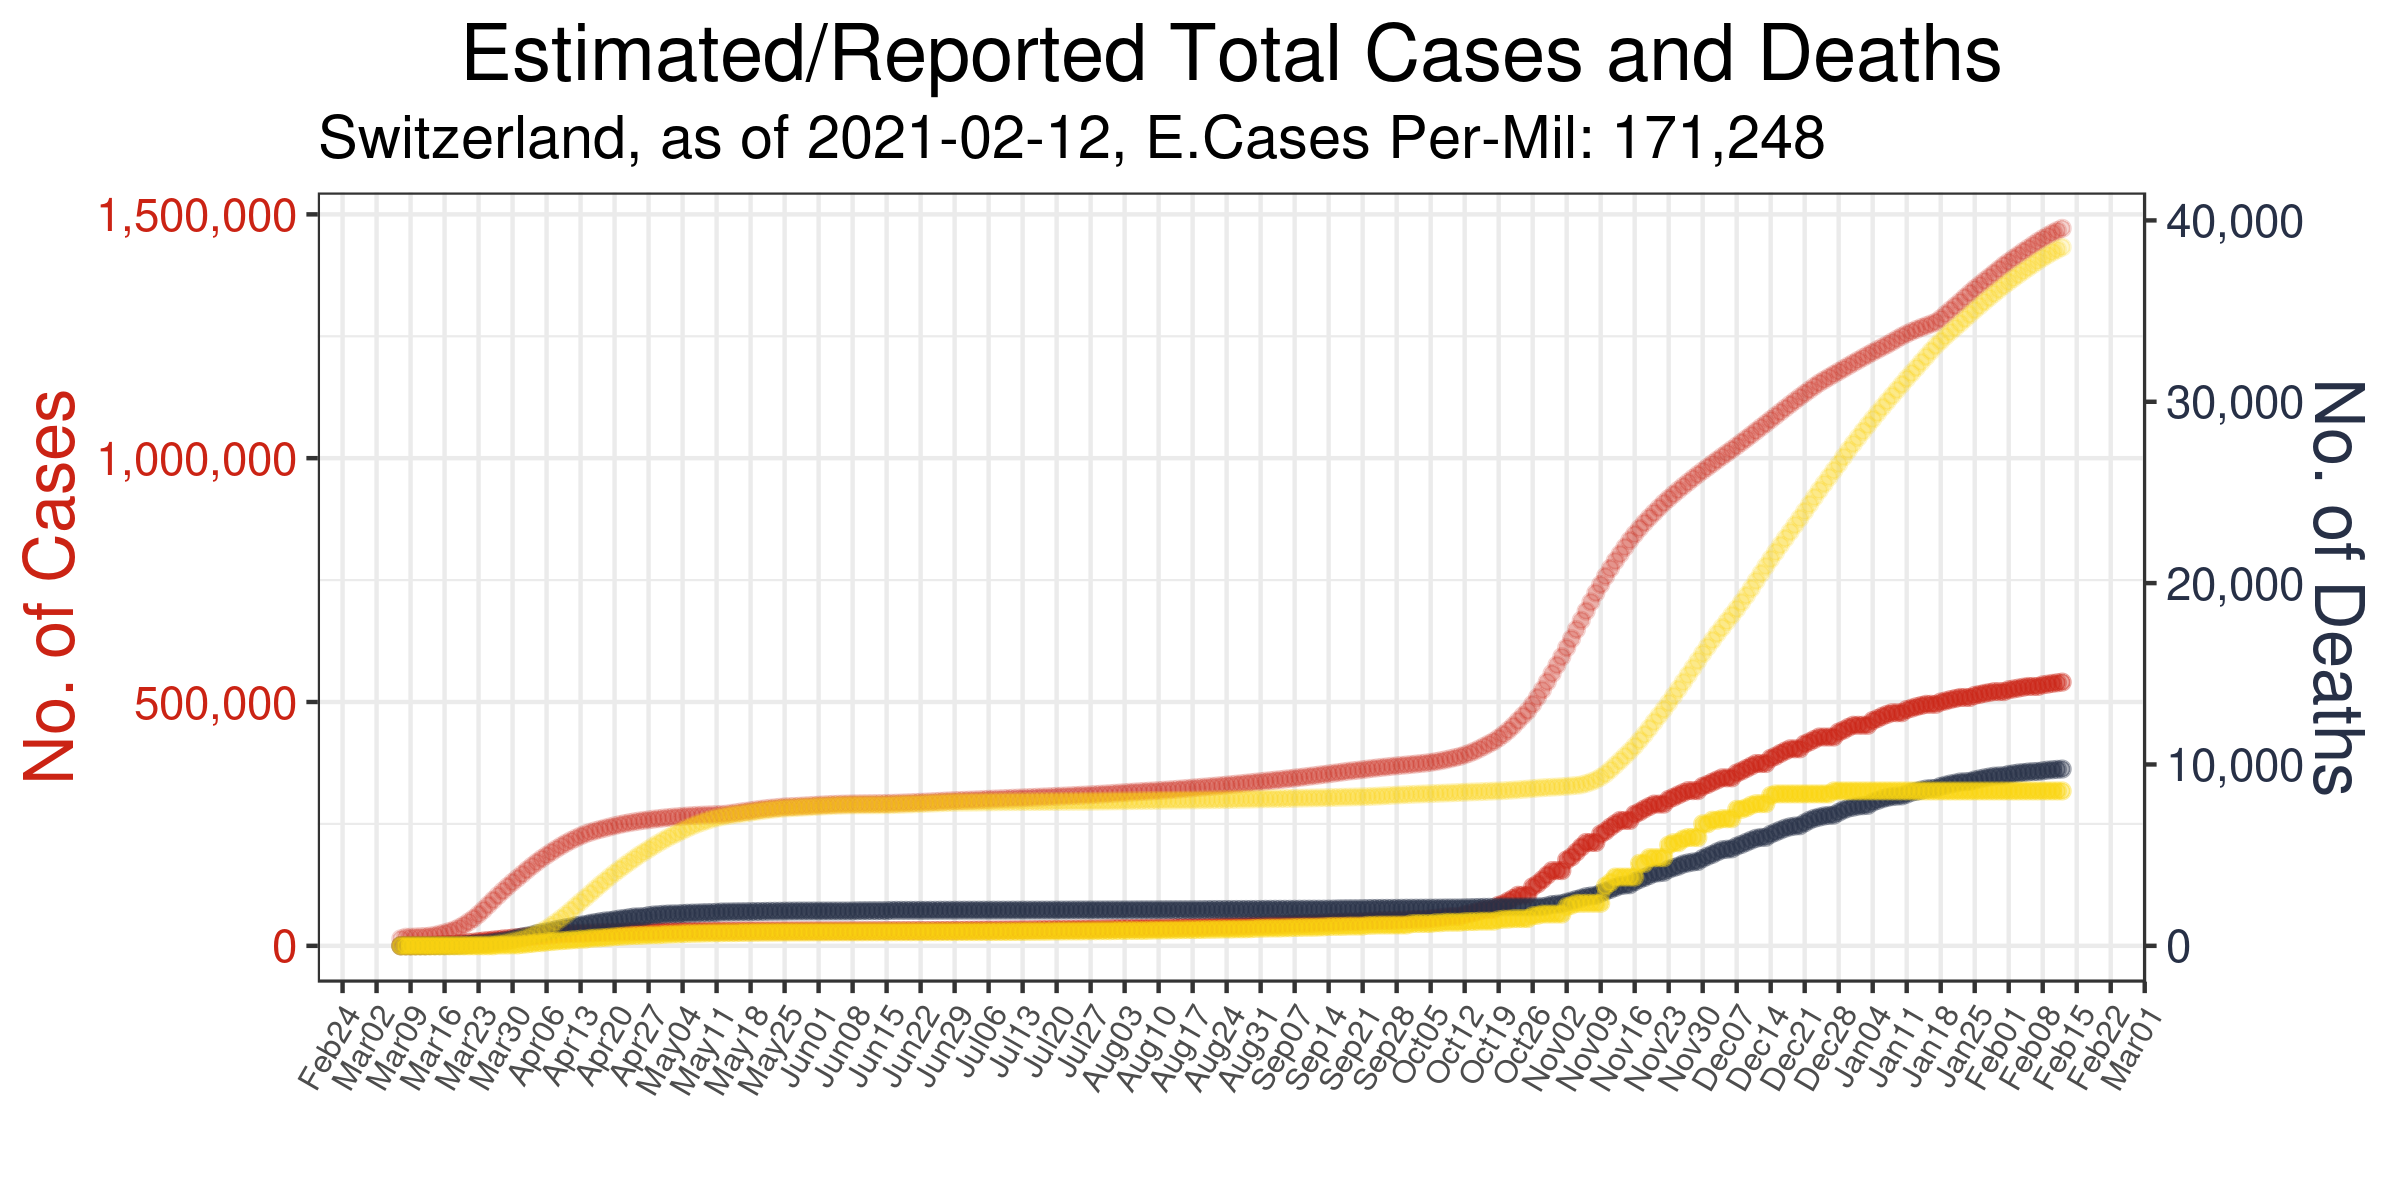 Estimated/Reported Total Cases and Deaths
Switzerland, as of 2021-02-12, E.Cases Per-Mil: 171,248
No. of Cases
1,500,000
1,000,000
500,000
0
40,000
30,000
20,000
10,000
0
No. of Deaths
Feb24
Mar02
Mar09
Mar16
Mar23
Mar30
Apr06
Apr13
Apr20
Apr27
May04
May11
May18
May25
Jun01
Jun08
Jun15
Jun22
Jun29
Jul06
Jul13
Jul20
Jul27
Aug03
Aug10
Aug17
Aug24
Aug31
Sep07
Sep14
Sep21
Sep28
Oct05
Oct12
Oct19
Oct26
Nov02
Nov09
Nov16
Nov23
Nov30
Dec07
Dec14
Dec21
Dec28
Jan04
Jan11
Jan18
Jan25
Feb01
Feb08
Feb15
Feb22
Mar01